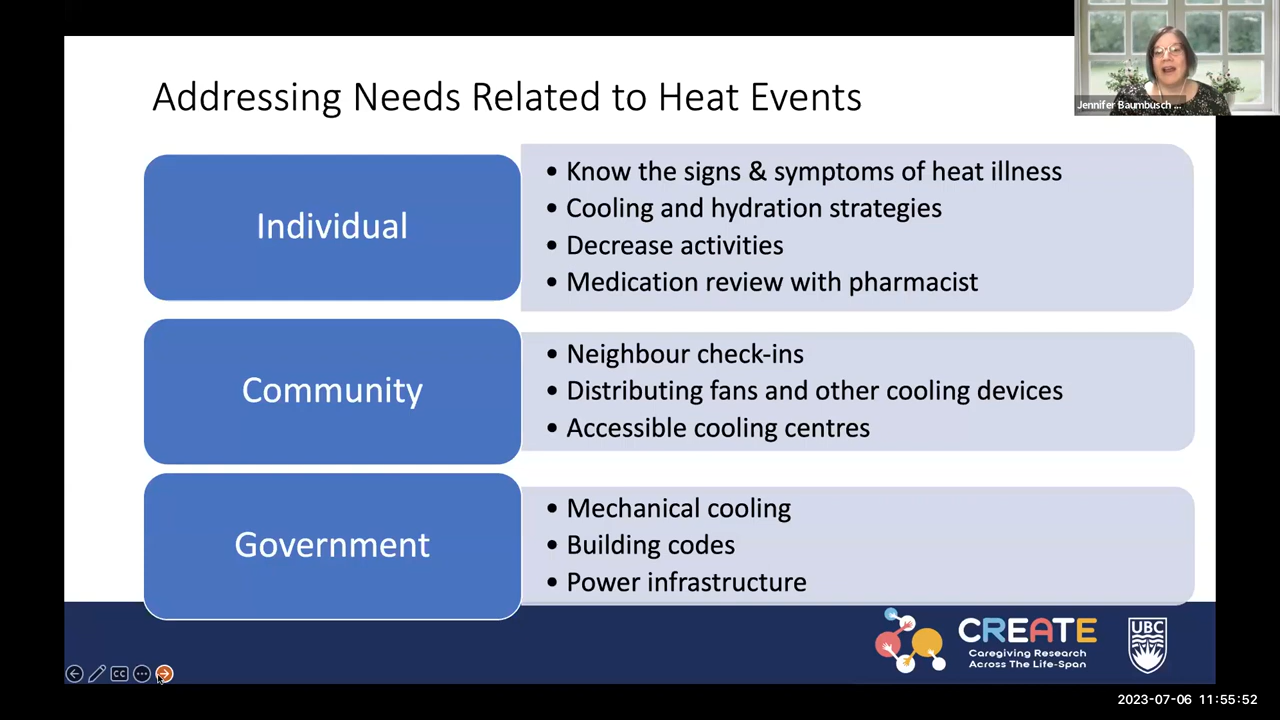 Addressing Needs Related to Heat Events
Jennifer Baumbusch ...
Individual
• Know the signs & symptoms of heat illness
• Cooling and hydration strategies
• Decrease activities
• Medication review with pharmacist
Community
• Neighbour check-ins
• Distributing fans and other cooling devices
• Accessible cooling centres
Government
• Mechanical cooling
• Building codes
• Power infrastructure
CREATE
Caregiving Research
Across The Life-Span
UBC
CC
2023-07-06 11:55:52